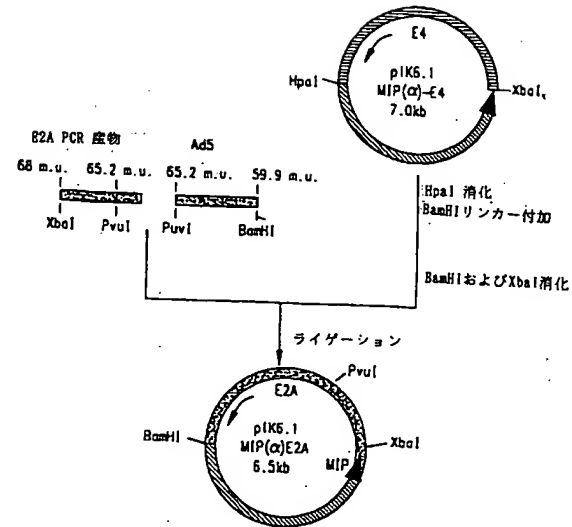 E4
pIK6.1
MIP(α)-E4
7.0kb
HpaI
XbaI
E2A PCR 産物
Ad5
68 m.u.
65.2 m.u.
65.2 m.u.
59.9 m.u.
XbaI
PvuI
PuvI
BamHI
HpaI 消化
BamHIリンカー付加
BamHIおよびXbaI消化
ライゲーション
PvuI
E2A
BamHI
pIK6.1
MIP(α)E2A
6.5kb
MIP
XbaI